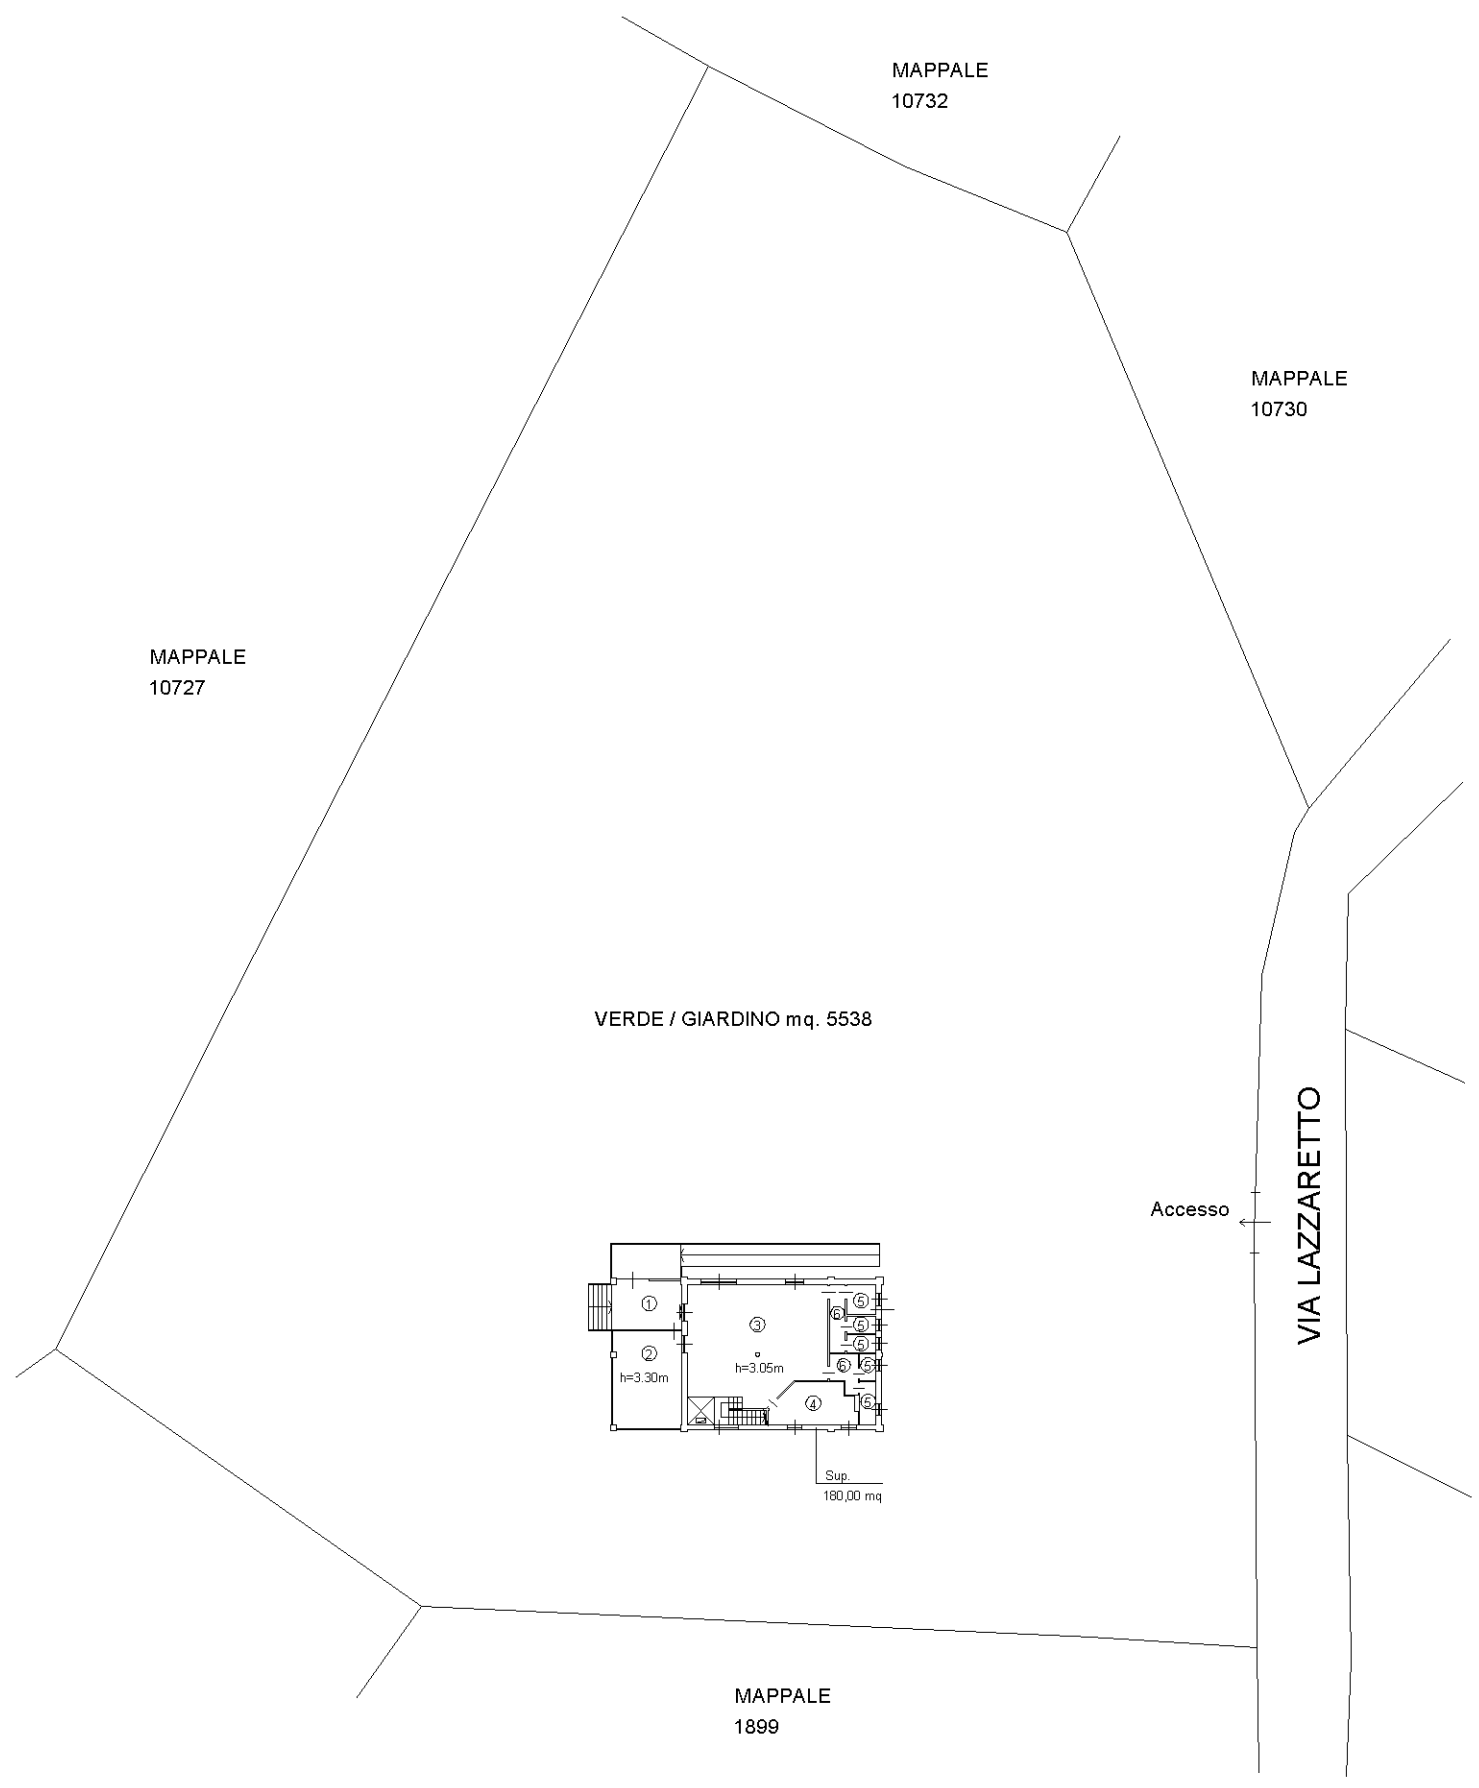 MAPPALE
10732
MAPPALE
10730
MAPPALE
10727
VERDE / GIARDINO mq. 5538
VIA LAZZARETTO
Accesso
1
5
6
3
5
5
2
6
5
h=3.05m
h=3.30m
5
4
Sup.
180,00 mq
MAPPALE
1899